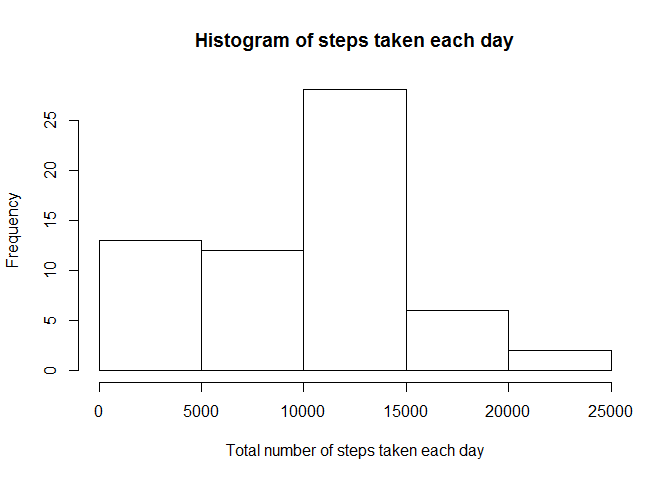 Histogram of steps taken each day
Frequency
25
20
15
10
5
0
0 5000 10000 15000 20000 25000
Total number of steps taken each day